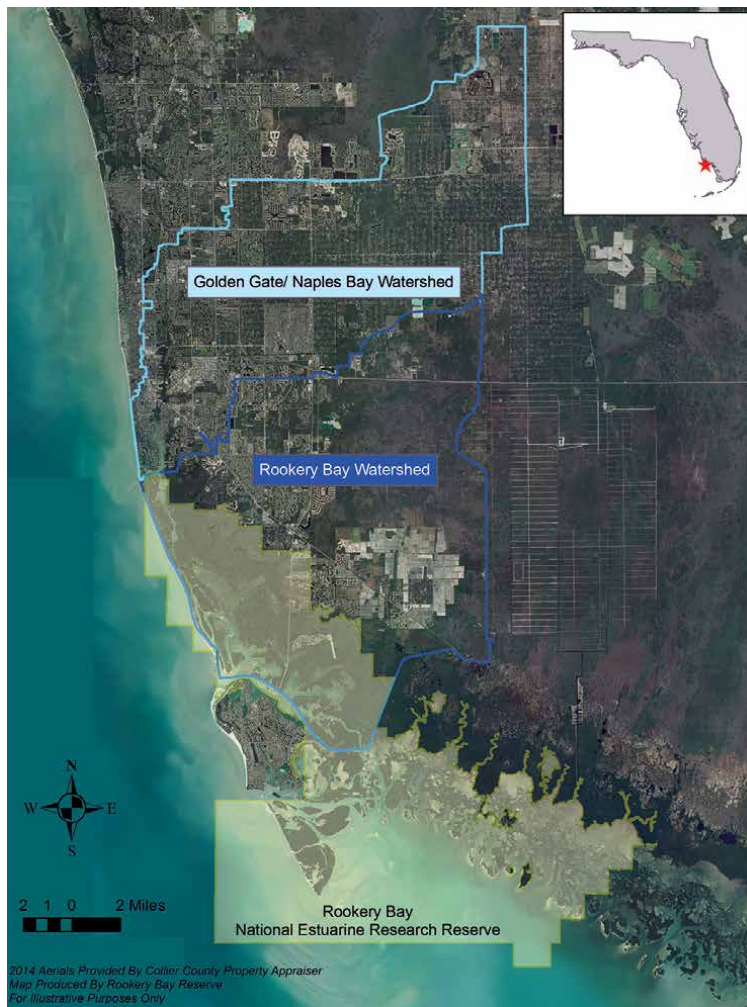 Golden Gate/ Naples Bay Watershed
Rookery Bay Watershed
N
W E
S
2 1 0 2 Miles
Rookery Bay
National Estuarine Research Reserve
2014 Aerials Provided By Collier County Property Appraiser
Map Produced By Rookery Bay Reserve
For Illustrative Purposes Only